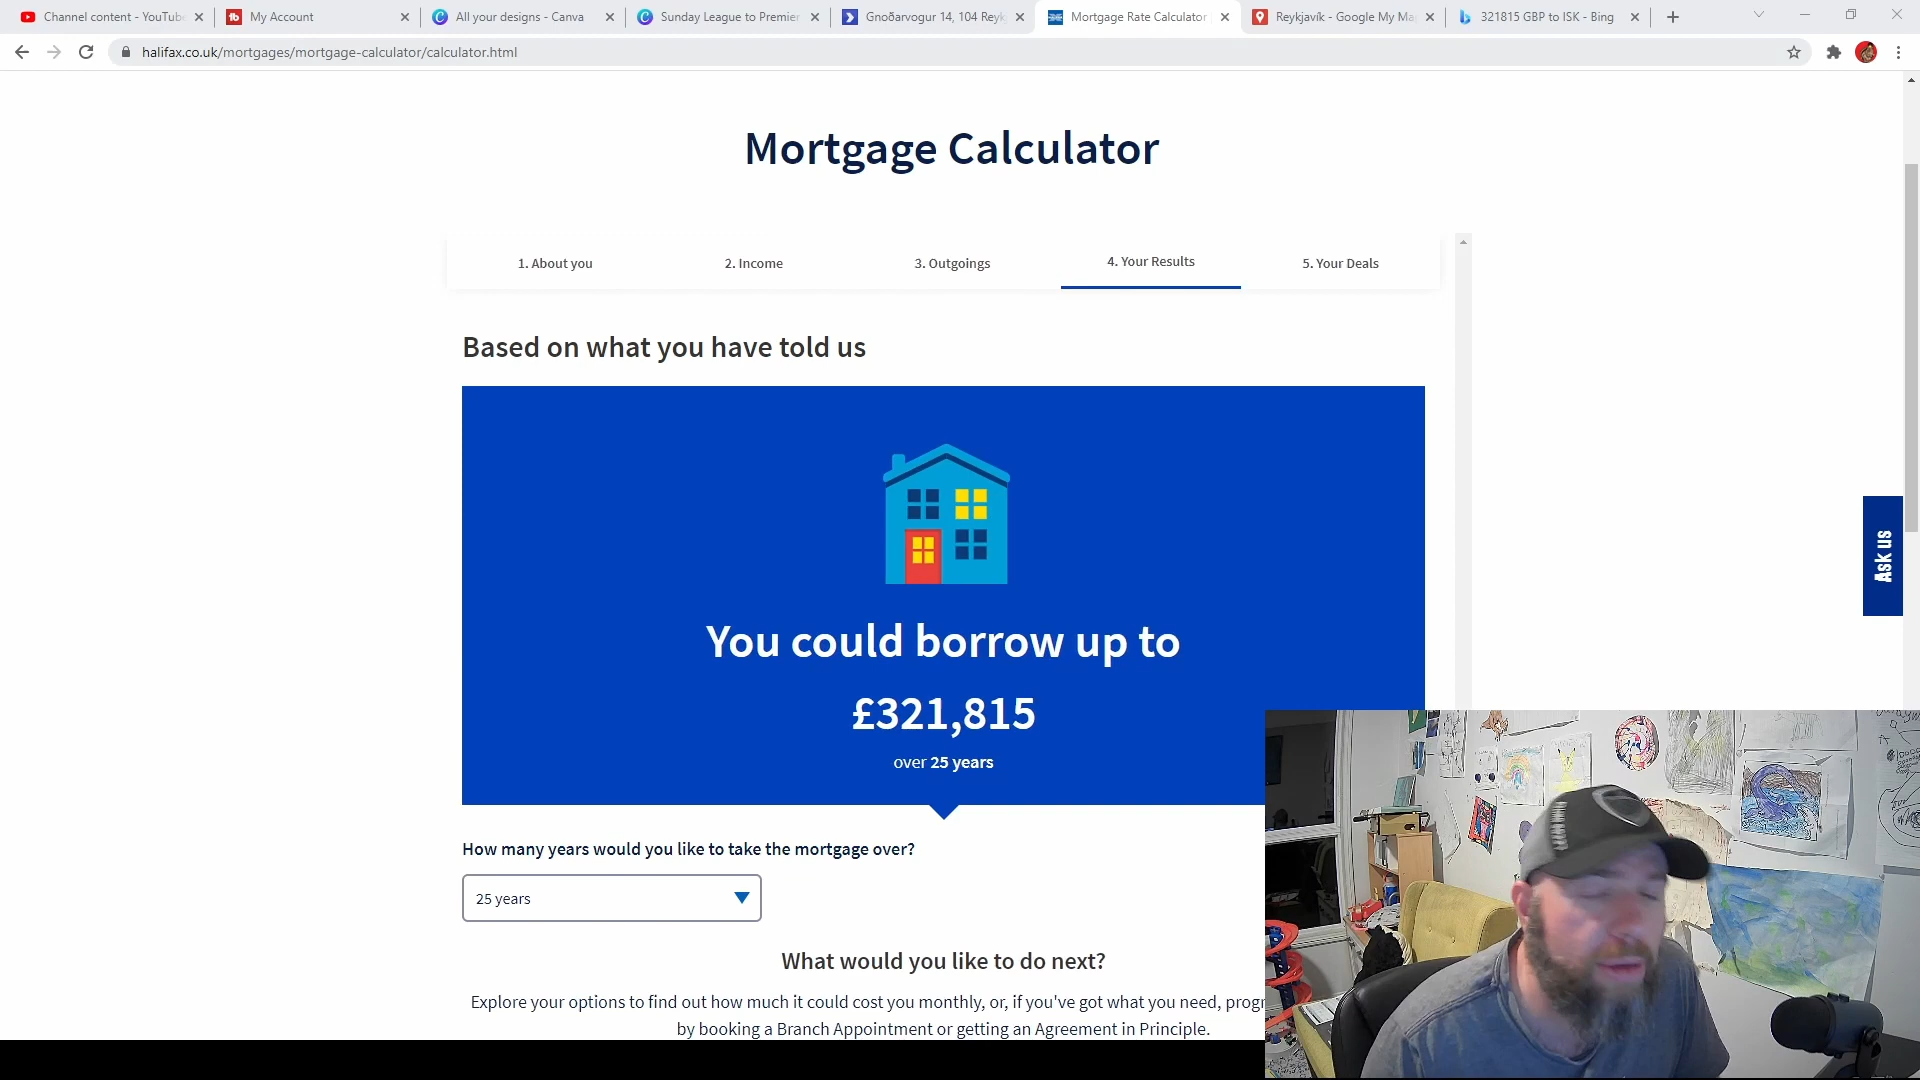 Channel content - YouTube
My Account
All your designs - Canva
Sunday League to Premier
Gnoðarvogur 14, 104 Reyk
Mortgage Rate Calculator
Reykjavík - Google My Ma
321815 GBP to ISK - Bing
halifax.co.uk/mortgages/mortgage-calculator/calculator.html
Mortgage Calculator
1. About you
2. Income
3. Outgoings
4. Your Results
5. Your Deals
Based on what you have told us
You could borrow up to
£321,815
over 25 years
Ask us
How many years would you like to take the mortgage over?
25 years
What would you like to do next?
Explore your options to find out how much it could cost you monthly, or, if you've got what you need, progr
by booking a Branch Appointment or getting an Agreement in Principle.